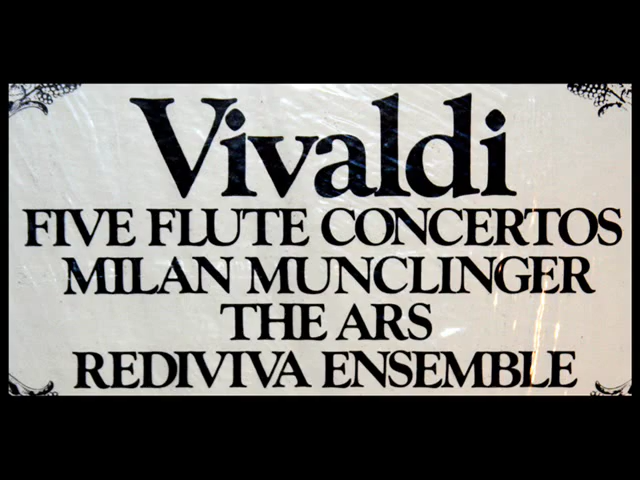 Vivaldi
FIVE FLUTE CONCERTOS
MILAN MUNCLINGER
THE ARS
REDIVIVA ENSEMBLE